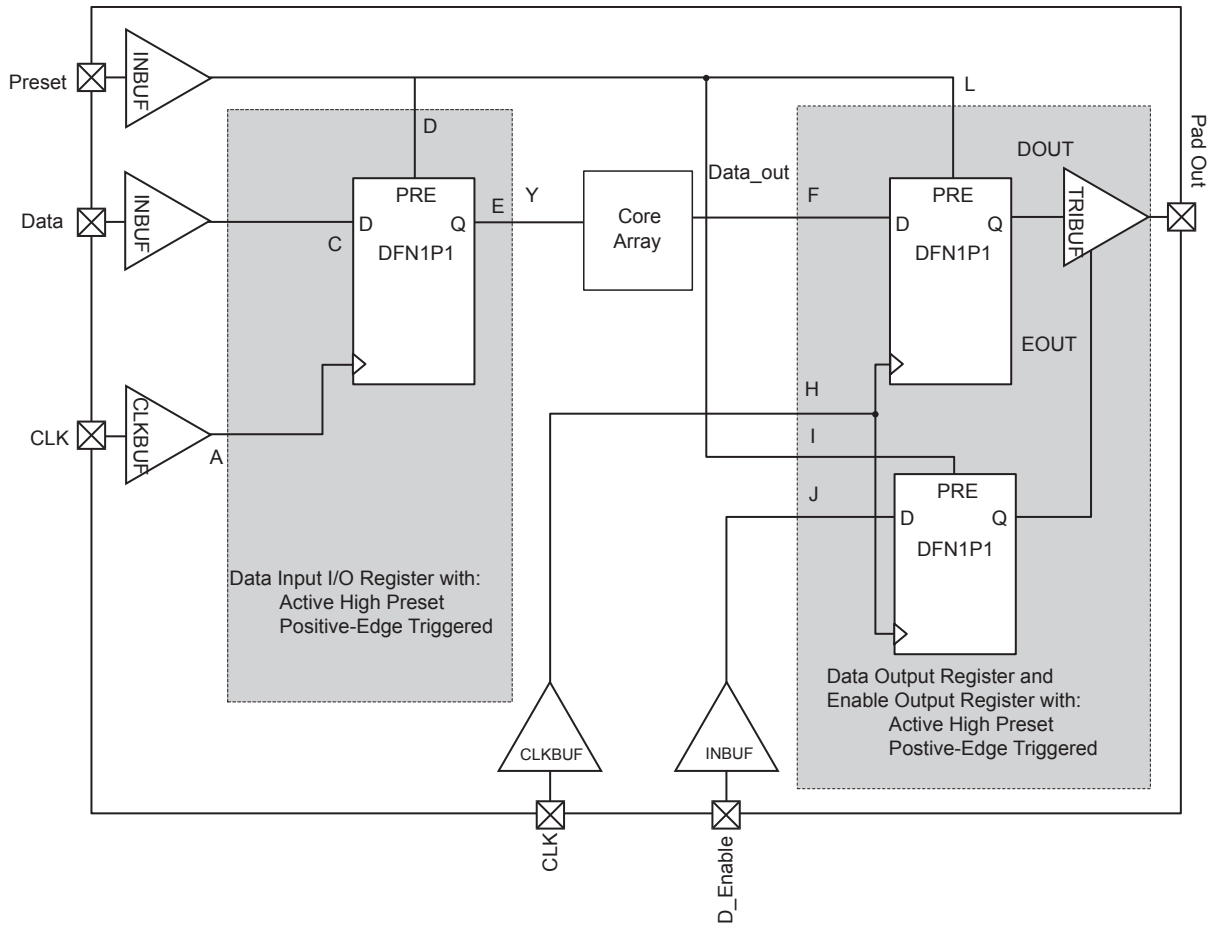 Preset
INBUF
L
D
Pad Out
PRE
PRE
DOUT
Data_out
Data
INBUF
E
Y
Core
Array
F
TRIBUF
D
Q
D
Q
C
DFN1P1
DFN1P1
EOUT
H
CLK
CLKBUF
A
I
PRE
J
D
Q
DFN1P1
Data Input I/O Register with:
Active High Preset
Positive-Edge Triggered
Data Output Register and
Enable Output Register with:
Active High Preset
Postive-Edge Triggered
CLKBUF
INBUF
CLK
D_Enable